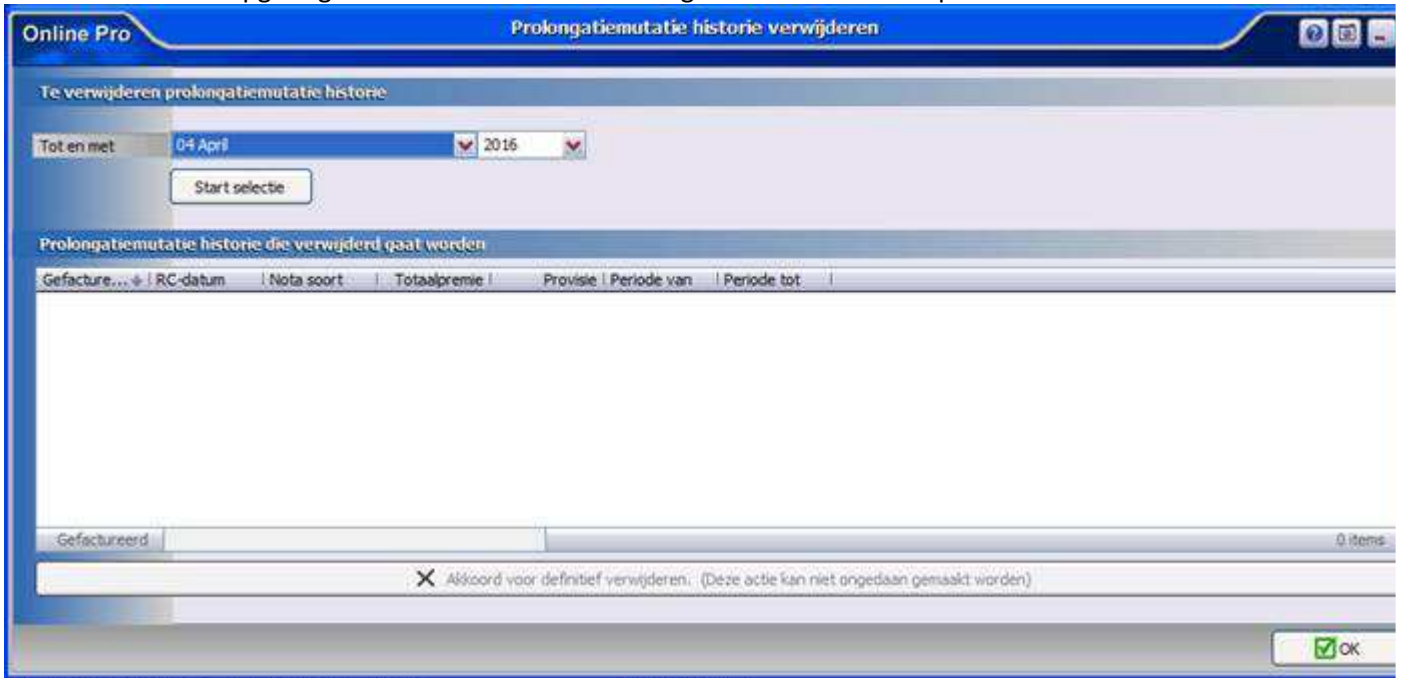 Online Pro Prolongatiemutatie historie verwijderen
Te verwijderen prolongatiemutatie historie
Tot en met 04 April 2016
Start selectie
Prolongatiemutatie historie die verwijderd gaat worden
Gefacture... RC-datum Nota soort Totaalpremie Provisie Periode van Periode tot
Gefactureerd 0 items
Akkoord voor definitief verwijderen. (Deze actie kan niet ongedaan gemaakt worden)
OK